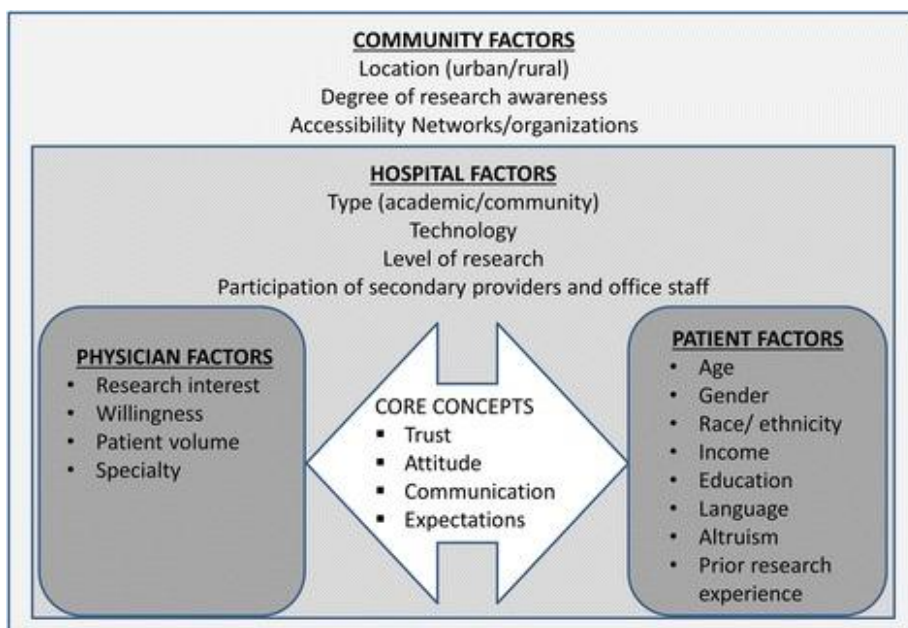 COMMUNITY FACTORS
Location (urban/rural)
Degree of research awareness
Accessibility Networks/organizations
HOSPITAL FACTORS
Type (academic/community)
Technology
Level of research
Participation of secondary providers and office staff
PHYSICIAN FACTORS
• Research interest
• Willingness
• Patient volume
• Specialty
CORE CONCEPTS
▪ Trust
▪ Attitude
▪ Communication
▪ Expectations
PATIENT FACTORS
• Age
• Gender
• Race/ ethnicity
• Income
• Education
• Language
• Altruism
• Prior research
experience